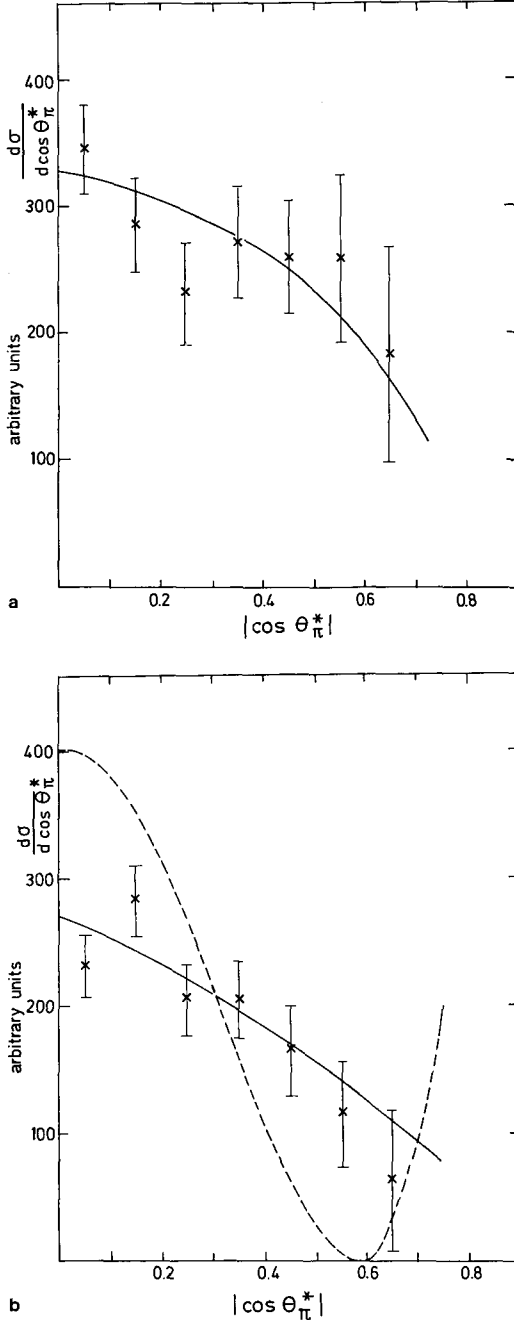 400
300
200
100
dσ
d cos θ*π
arbitrary units
0.2 0.4 0.6 0.8
|cos θ*π|
a
400
300
200
100
dσ
d cos θ*π
arbitrary units
0.2 0.4 0.6 0.8
|cos θ*π|
b